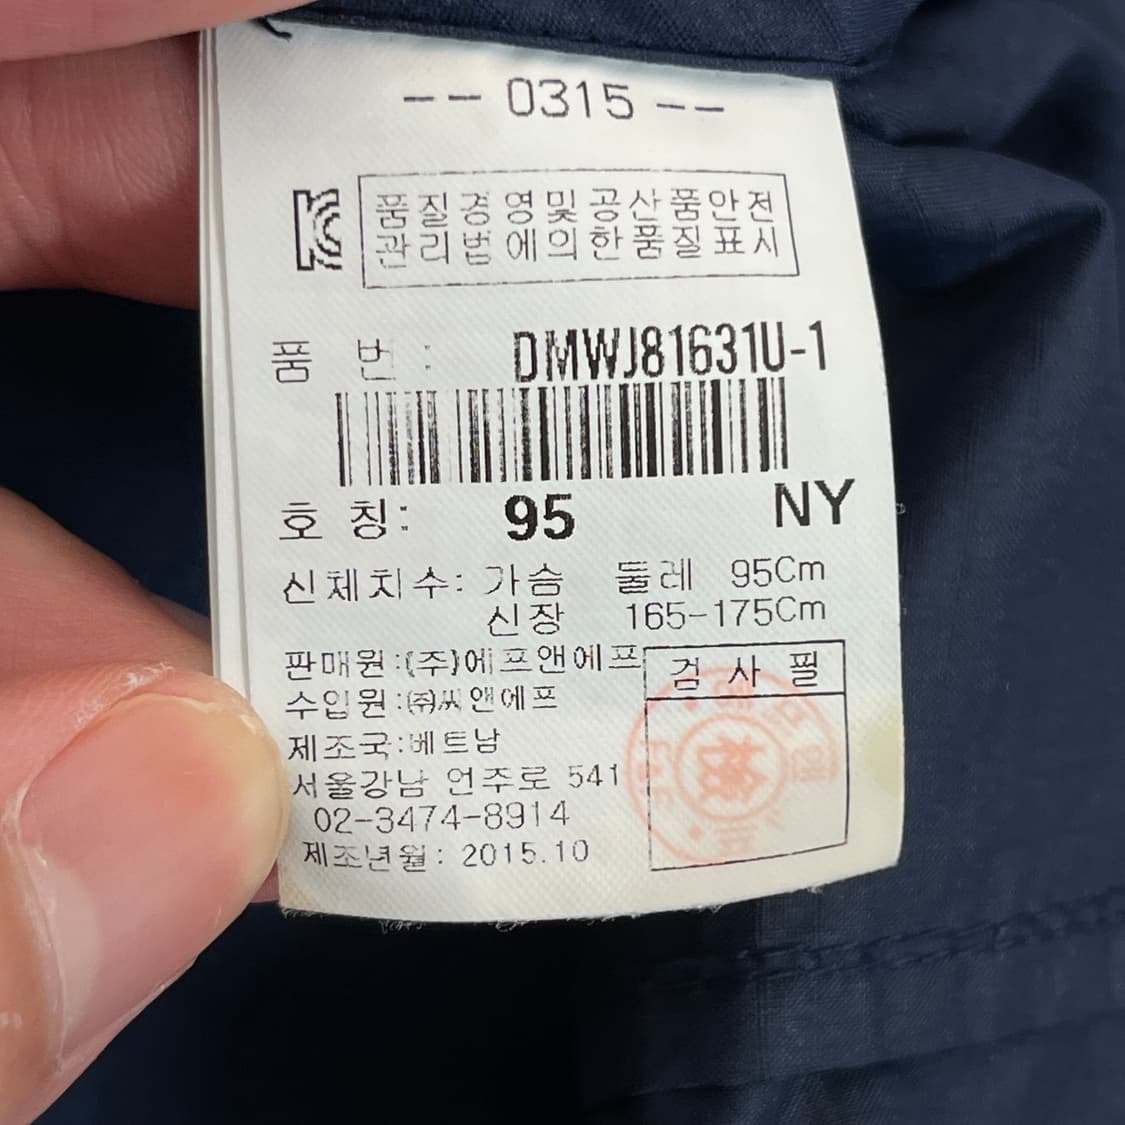 -- 0315 --
품질경영및공산품안전
관리법에의한품질표시
품 번 : DMWJ81631U-1
호 칭: 95 NY
신체치수: 가슴 둘레 95Cm
신장 165-175Cm
판매원:(주)에프앤에프
수입원:㈜씨앤에프
제조국:베트남
서울강남 언주로 541
02-3474-8914
제조년월: 2015.10
검 사 필